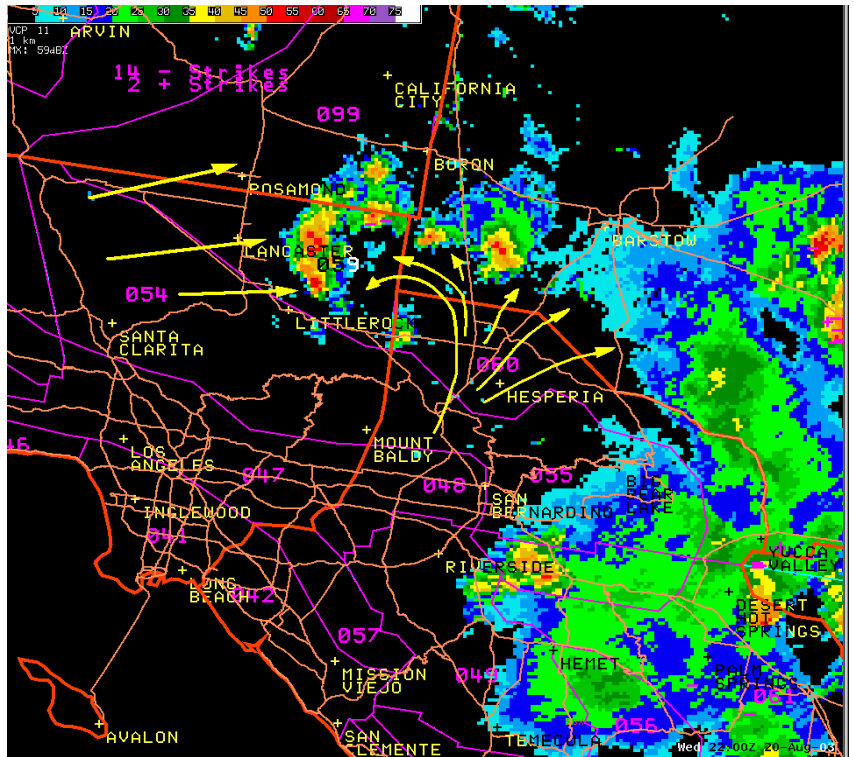 5 10 15 20 25 30 35 40 45 50 55 60 65 70 75
VCP 11
1 km
MX: 59dBZ
ARVIN
14 - Strikes
2 + Strikes
CALIFORNIA
CITY
099
BORON
ROSAMOND
LANCASTER
059
BARSTOW
054
LITTLEROCK
SANTA
CLARITA
060
HESPERIA
46
LOS
ANGELES
MOUNT
BALDY
047
048
055
BIG
BEAR
LAKE
SAN
BERNARDINO
INGLEWOOD
041
YUCCA
VALLEY
RIVERSIDE
LONG
BEACH
042
DESERT
HOT
SPRINGS
057
HEMET
MISSION
VIEJO
049
PALM
SPRINGS
061
056
AVALON
SAN
CLEMENTE
TEMECULA
Wed 22:00Z 20-Aug-03